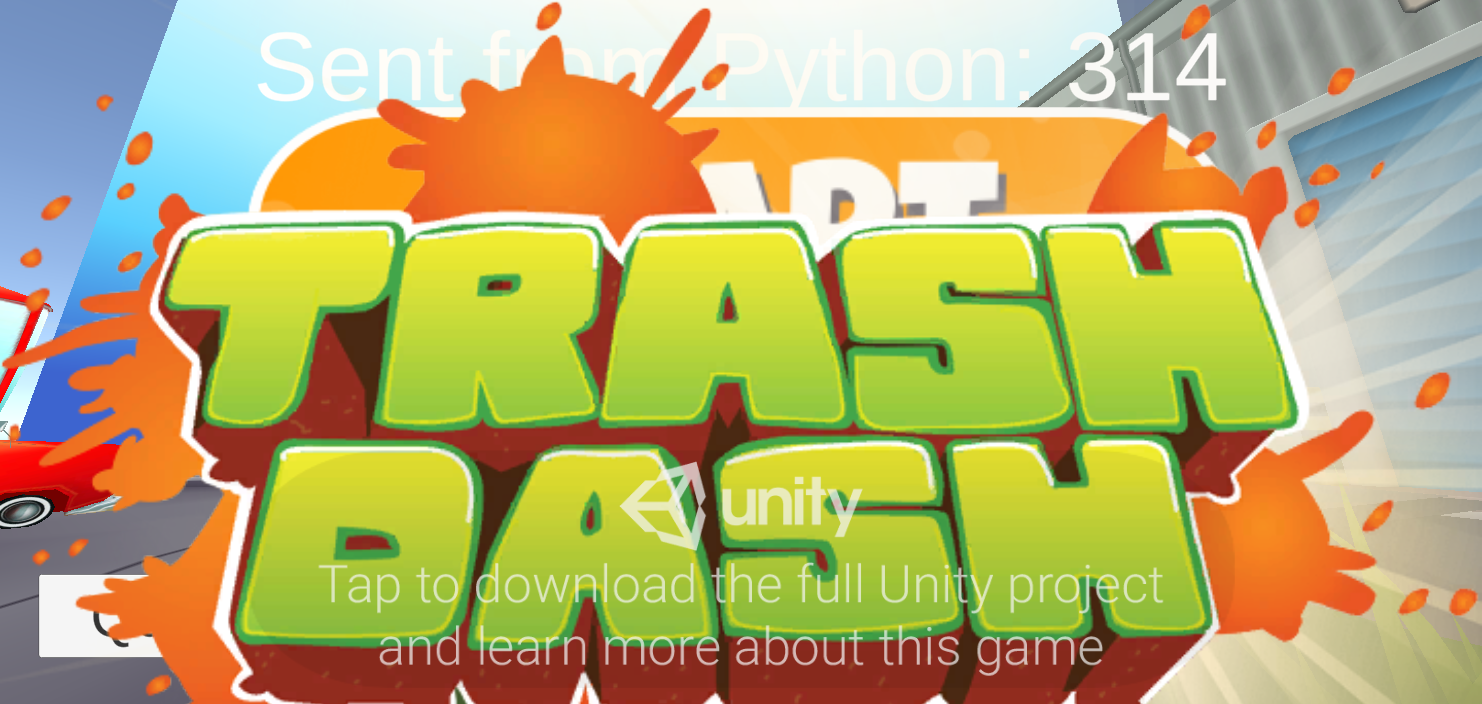 Sent from Python: 314
TRASH
DASH
unity
Tap to download the full Unity project
and learn more about this game